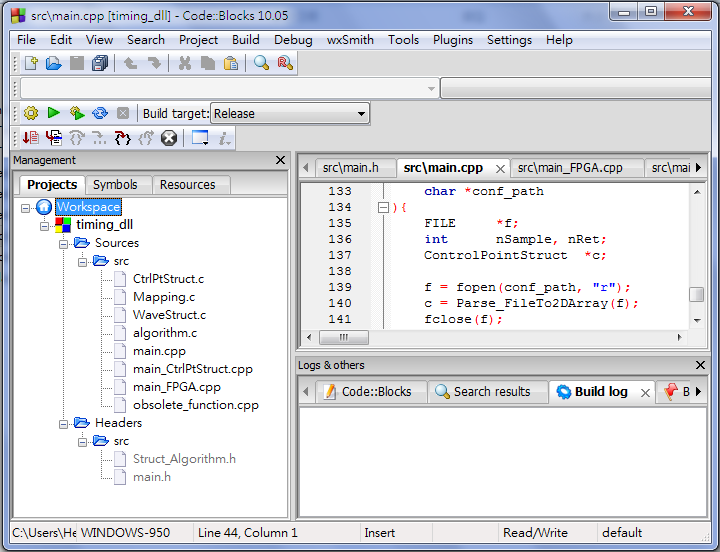 src\main.cpp [timing_dll] - Code::Blocks 10.05
File Edit View Search Project Build Debug wxSmith Tools Plugins Settings Help
Build target: Release
Management
Projects Symbols Resources
Workspace
timing_dll
Sources
src
CtrlPtStruct.c
Mapping.c
WaveStruct.c
algorithm.c
main.cpp
main_CtrlPtStruct.cpp
main_FPGA.cpp
obsolete_function.cpp
Headers
src
Struct_Algorithm.h
main.h
src\main.h src\main.cpp src\main_FPGA.cpp src\mai
133 char *conf_path
134 ){
135 FILE *f;
136 int nSample, nRet;
137 ControlPointStruct *c;
138
139 f = fopen(conf_path, "r");
140 c = Parse_FileTo2DArray(f);
141 fclose(f);
Logs & others
Code::Blocks Search results Build log B
C:\Users\He WINDOWS-950 Line 44, Column 1 Insert Read/Write default